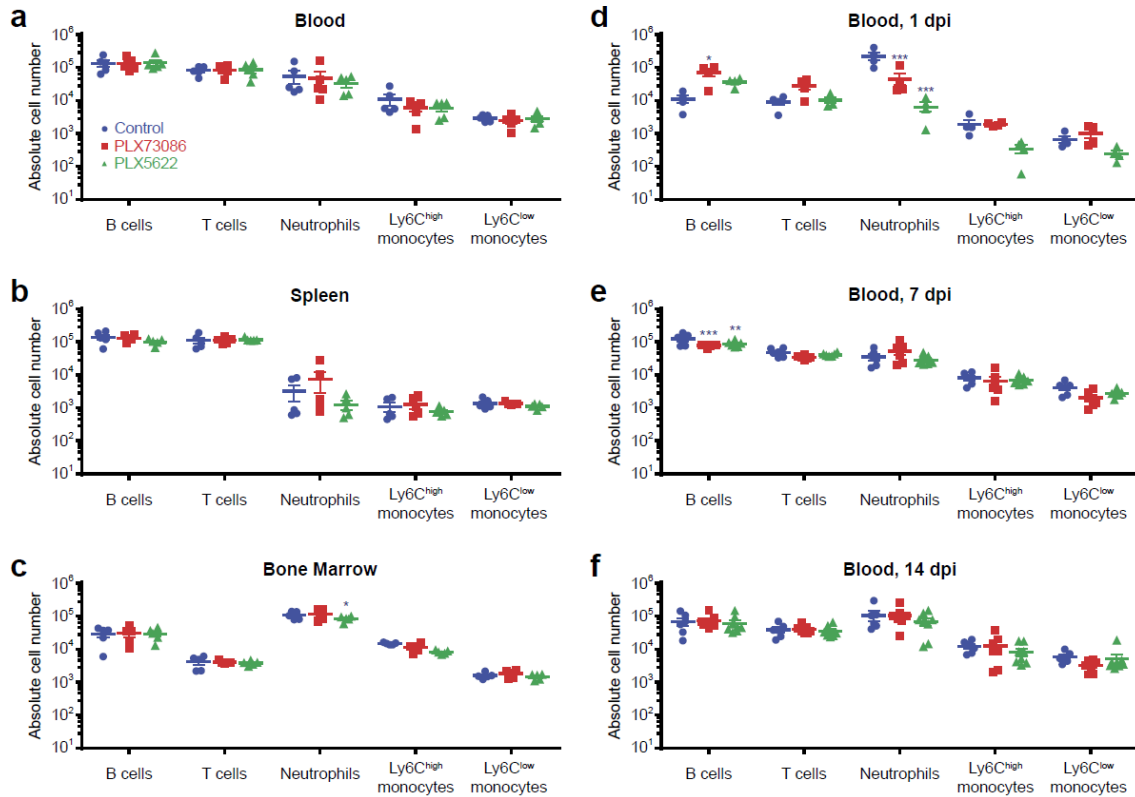 a
Blood
Absolute cell number
10⁶
10⁵
10⁴
10³
10²
10¹
Control
PLX73086
PLX5622
B cells
T cells
Neutrophils
Ly6Cʰⁱᵍʰ
monocytes
Ly6Cˡᵒʷ
monocytes
b
Spleen
Absolute cell number
10⁶
10⁵
10⁴
10³
10²
10¹
B cells
T cells
Neutrophils
Ly6Cʰⁱᵍʰ
monocytes
Ly6Cˡᵒʷ
monocytes
c
Bone Marrow
Absolute cell number
10⁶
10⁵
10⁴
10³
10²
10¹
*
B cells
T cells
Neutrophils
Ly6Cʰⁱᵍʰ
monocytes
Ly6Cˡᵒʷ
monocytes
d
Blood, 1 dpi
Absolute cell number
10⁶
10⁵
10⁴
10³
10²
10¹
*
***
***
B cells
T cells
Neutrophils
Ly6Cʰⁱᵍʰ
monocytes
Ly6Cˡᵒʷ
monocytes
e
Blood, 7 dpi
Absolute cell number
10⁶
10⁵
10⁴
10³
10²
10¹
***
**
B cells
T cells
Neutrophils
Ly6Cʰⁱᵍʰ
monocytes
Ly6Cˡᵒʷ
monocytes
f
Blood, 14 dpi
Absolute cell number
10⁶
10⁵
10⁴
10³
10²
10¹
B cells
T cells
Neutrophils
Ly6Cʰⁱᵍʰ
monocytes
Ly6Cˡᵒʷ
monocytes